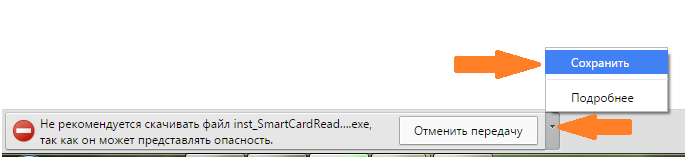 Сохранить
Подробнее
Не рекомендуется скачивать файл inst_SmartCardRead....exe,
так как он может представлять опасность.
Отменить передачу